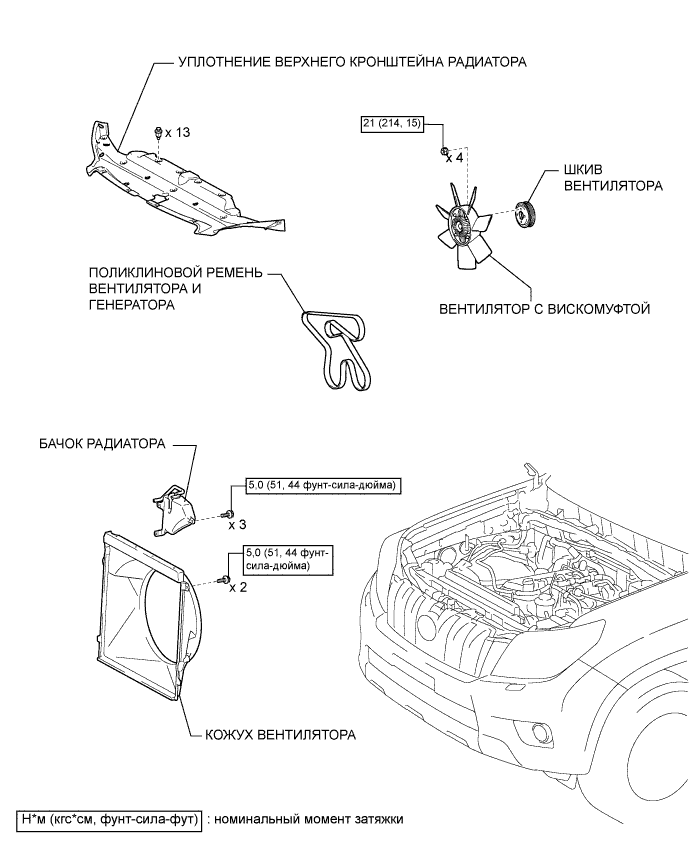 УПЛОТНЕНИЕ ВЕРХНЕГО КРОНШТЕЙНА РАДИАТОРА
x 13
21 (214, 15)
x 4
ШКИВ
ВЕНТИЛЯТОРА
ПОЛИКЛИНОВОЙ РЕМЕНЬ
ВЕНТИЛЯТОРА И
ГЕНЕРАТОРА
ВЕНТИЛЯТОР С ВИСКОМУФТОЙ
БАЧОК РАДИАТОРА
5,0 (51, 44 фунт-сила-дюйма)
x 3
5,0 (51, 44 фунт-
сила-дюйма)
x 2
КОЖУХ ВЕНТИЛЯТОРА
Н*м (кгс*см, фунт-сила-фут) : номинальный момент затяжки